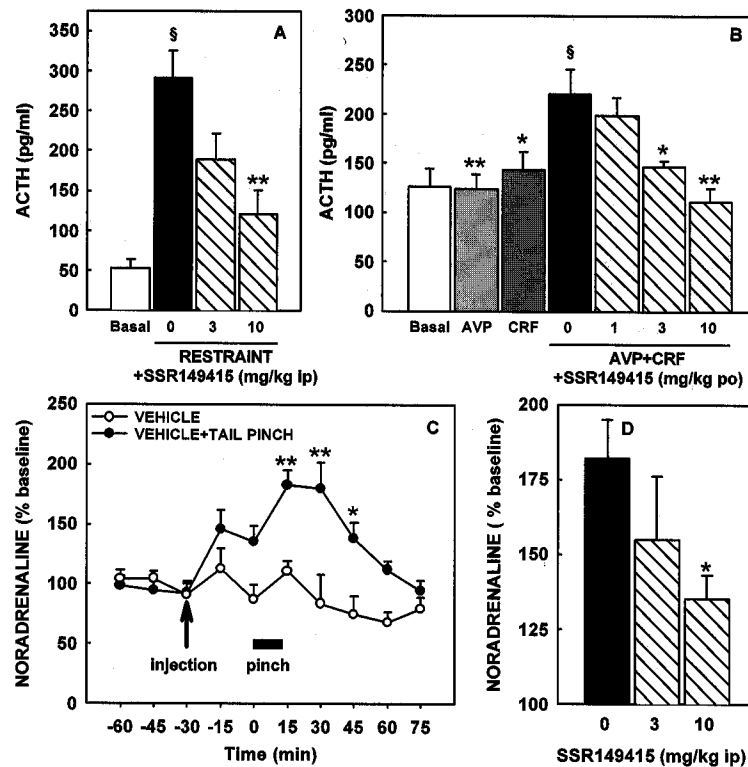 A
ACTH (pg/ml)
350
300
250
200
150
100
50
0
§
**
Basal 0 3 10
RESTRAINT
+SSR149415 (mg/kg ip)
B
ACTH (pg/ml)
300
250
200
150
100
50
0
**
*
§
*
**
Basal AVP CRF 0 1 3 10
AVP+CRF
+SSR149415 (mg/kg po)
C
NORADRENALINE (% baseline)
250
200
150
100
50
0
VEHICLE
VEHICLE+TAIL PINCH
** **
*
injection pinch
-60 -45 -30 -15 0 15 30 45 60 75
Time (min)
D
NORADRENALINE ( % baseline)
200
175
150
125
100
*
0 3 10
SSR149415 (mg/kg ip)